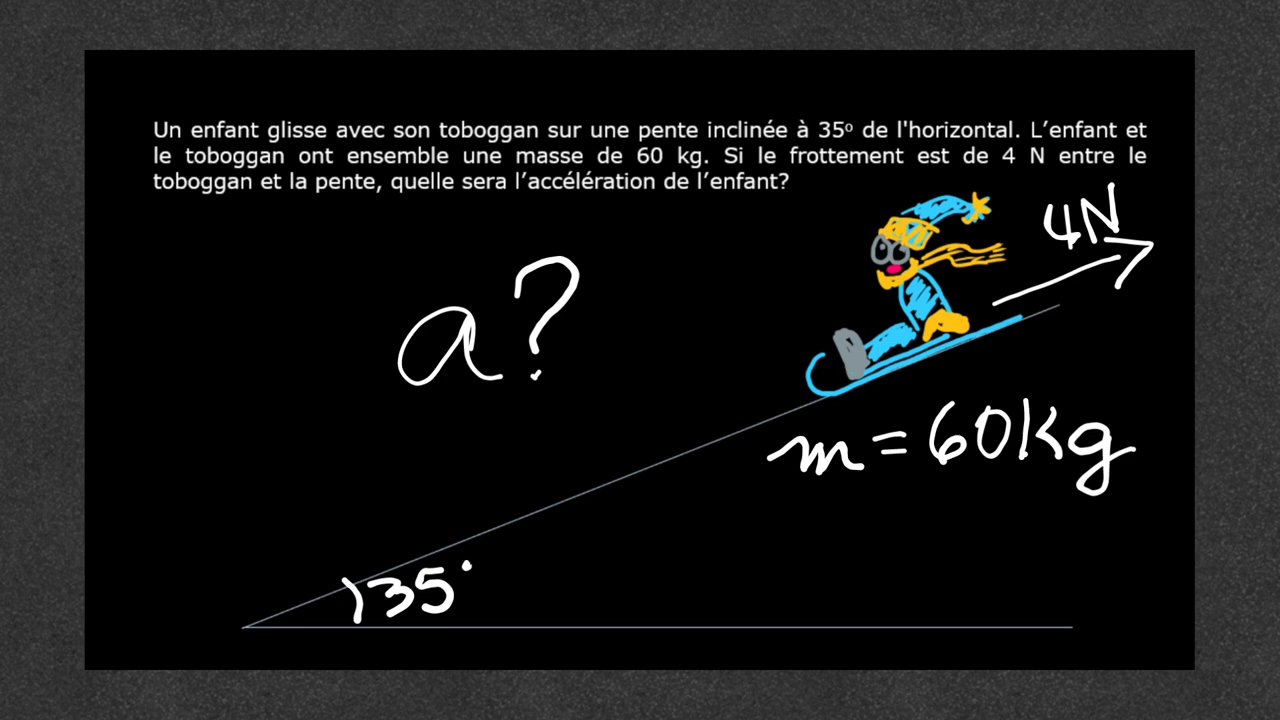 Un enfant glisse avec son toboggan sur une pente inclinée à 35º de l'horizontal. L’enfant et
le toboggan ont ensemble une masse de 60 kg. Si le frottement est de 4 N entre le
toboggan et la pente, quelle sera l’accélération de l’enfant?
4N
a?
m = 60kg
35°